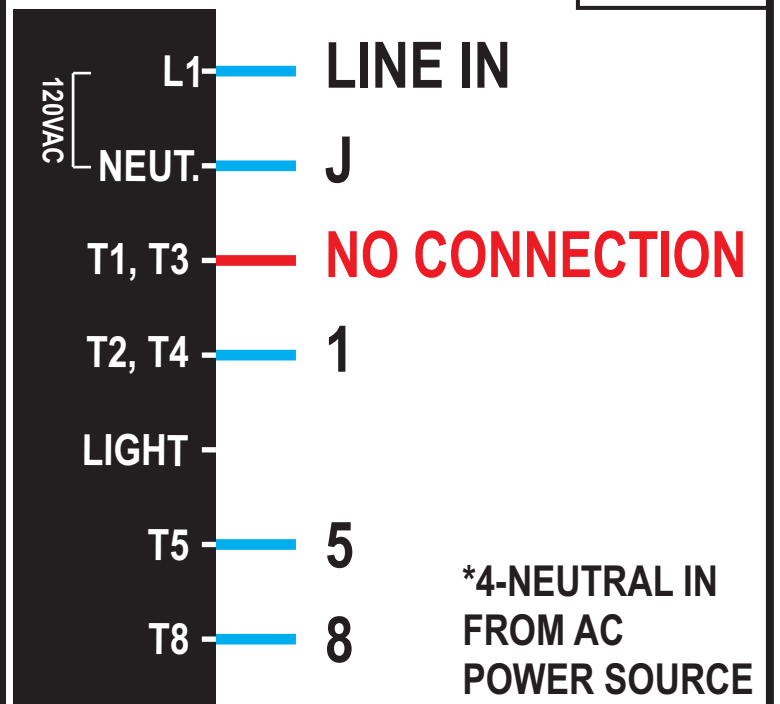 L1 LINE IN
120VAC
NEUT. J
T1, T3 NO CONNECTION
T2, T4 1
LIGHT
T5 5
T8 8
*4-NEUTRAL IN
FROM AC
POWER SOURCE